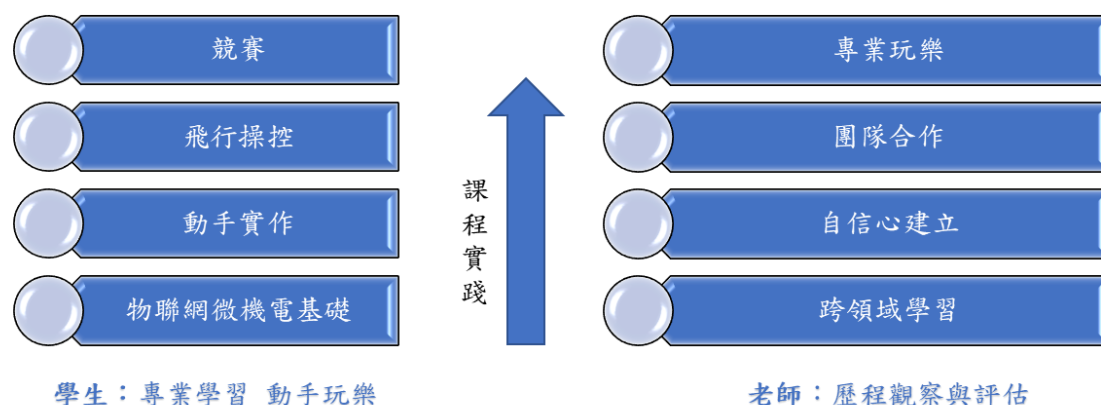 競賽
飛行操控
動手實作
物聯網微機電基礎
學生：專業學習 動手玩樂
課程實踐
專業玩樂
團隊合作
自信心建立
跨領域學習
老師：歷程觀察與評估